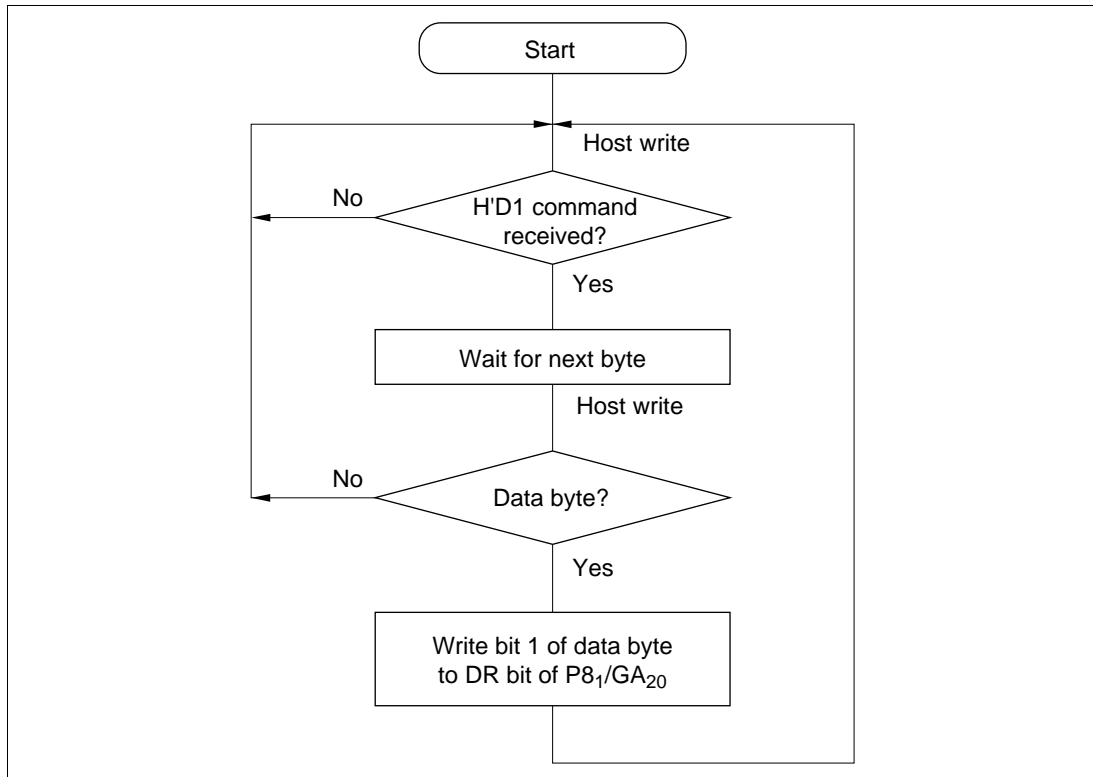 Start
Host write
No
H'D1 command
received?
Yes
Wait for next byte
Host write
No
Data byte?
Yes
Write bit 1 of data byte
to DR bit of P8₁/GA₂₀